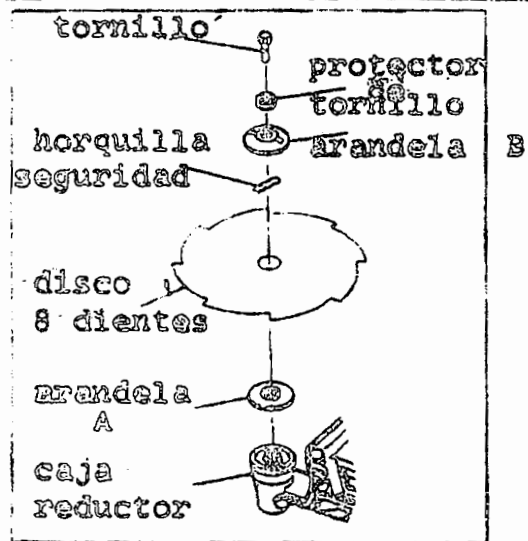 tornillo
protector
de
tornillo
arandela B
horquilla
seguridad
disco
8 dientes
arandela
A
caja
reductor